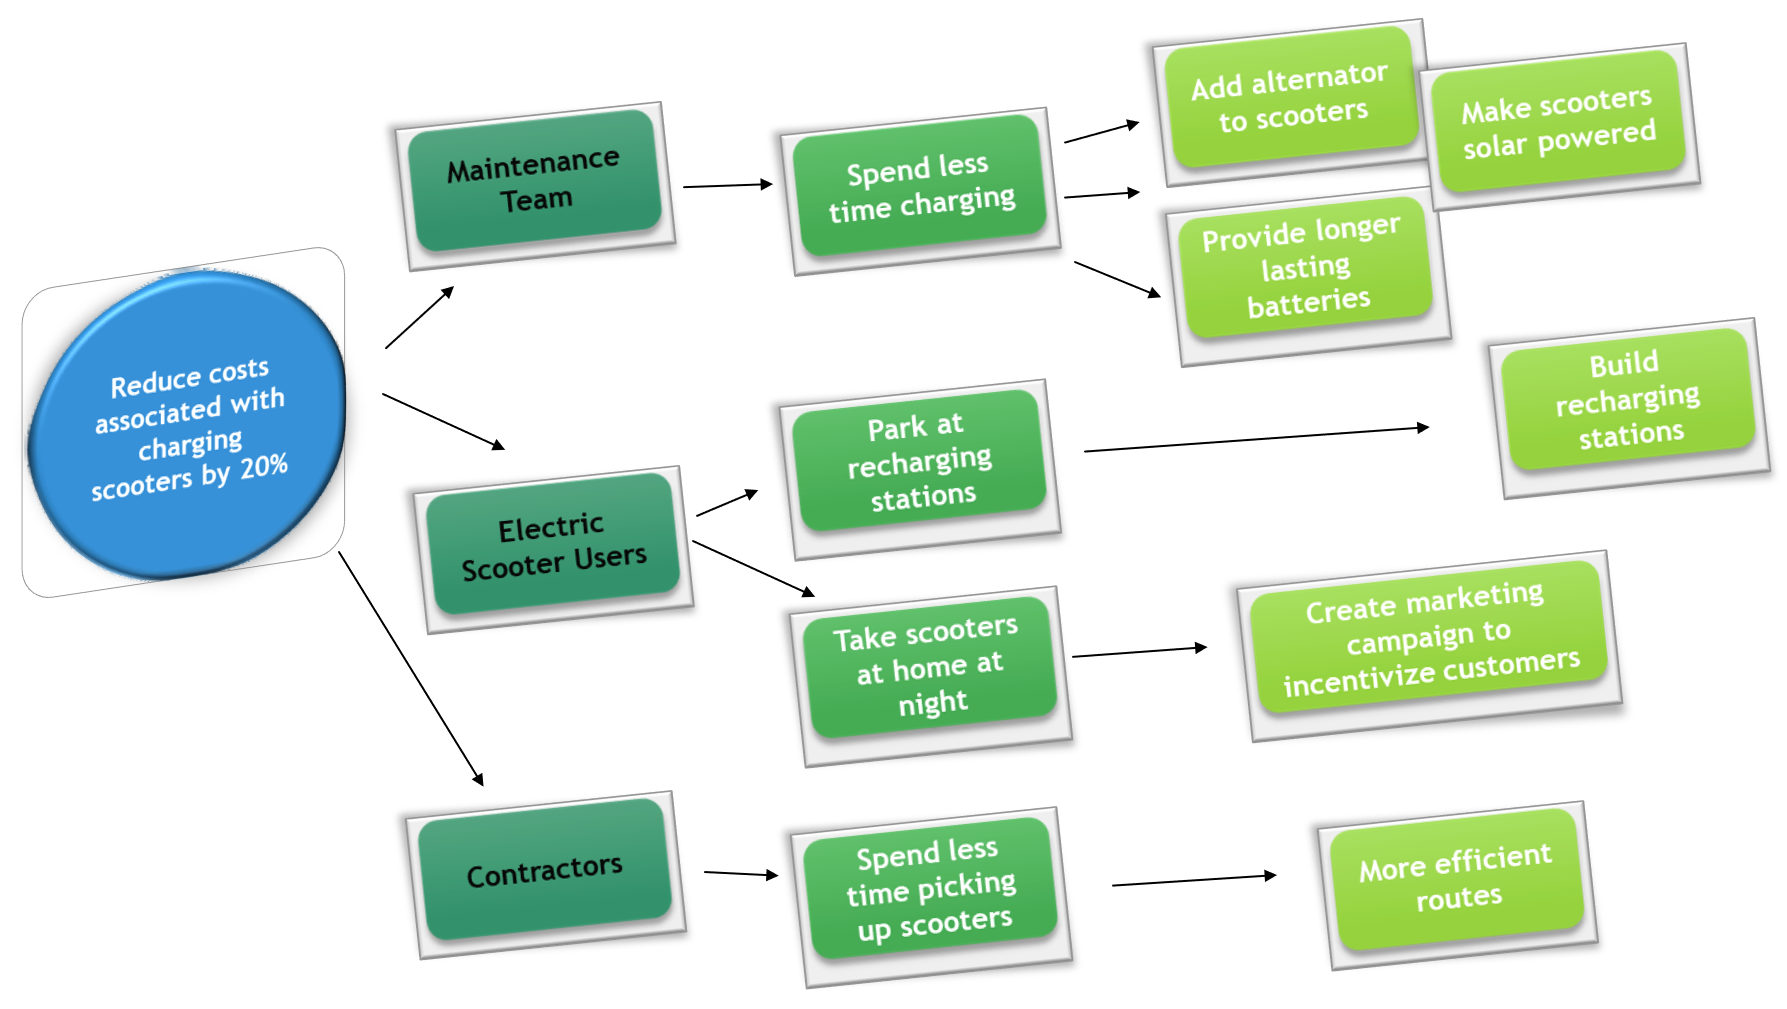 Reduce costs
associated with
charging
scooters by 20%
Maintenance
Team
Spend less
time charging
Add alternator
to scooters
Make scooters
solar powered
Provide longer
lasting
batteries
Electric
Scooter Users
Park at
recharging
stations
Build
recharging
stations
Take scooters
at home at
night
Create marketing
campaign to
incentivize customers
Contractors
Spend less
time picking
up scooters
More efficient
routes